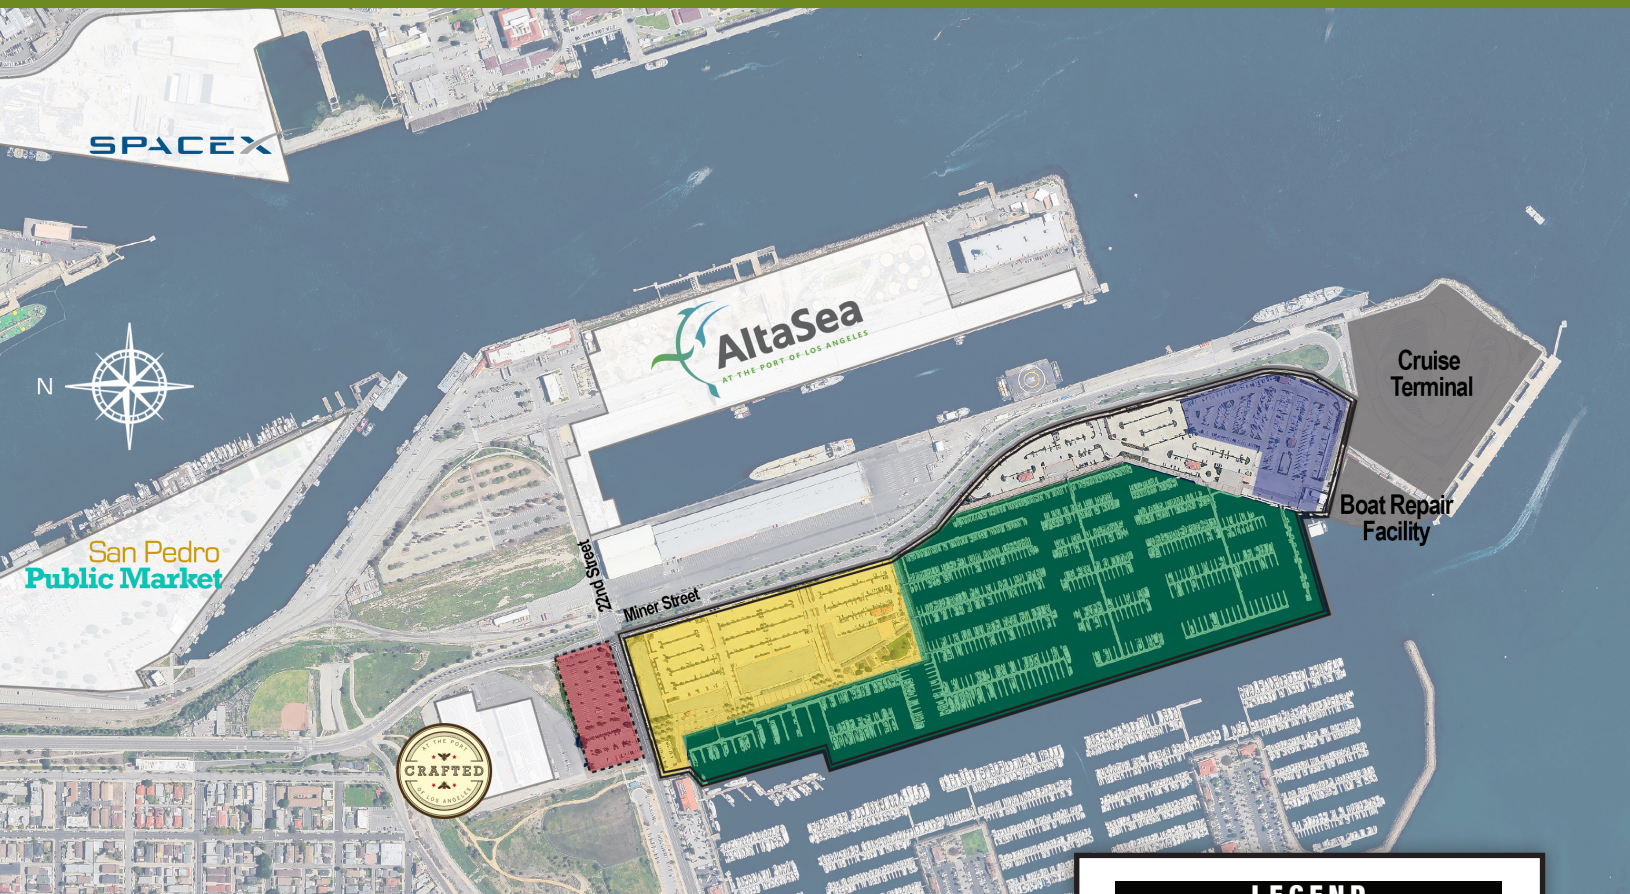 SPACEX
AltaSea
AT THE PORT OF LOS ANGELES
N
Cruise
Terminal
Boat Repair
Facility
San Pedro
Public Market
22nd Street
Miner Street
AT THE PORT
CRAFTED
OF LOS ANGELES
LEGEND